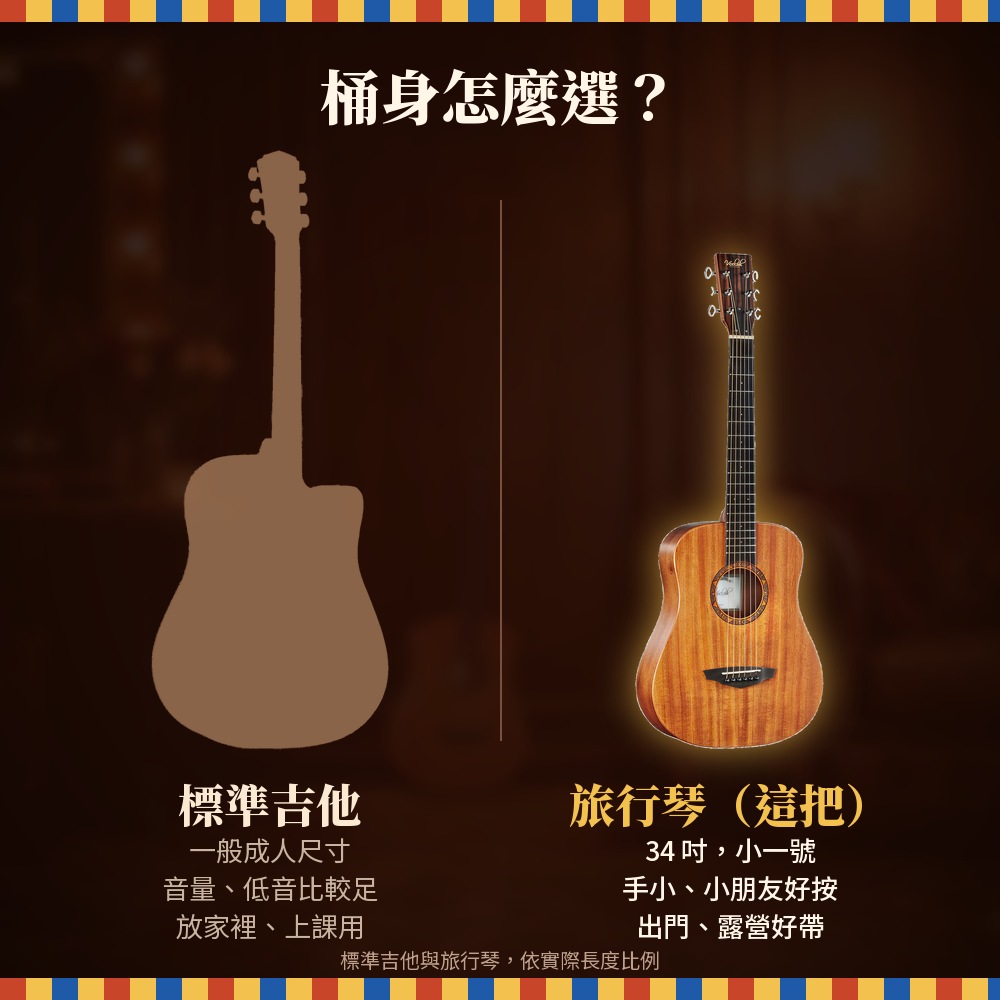 桶身怎麼選？
標準吉他
一般成人尺寸
音量、低音比較足
放家裡、上課用
旅行琴（這把）
34 吋，小一號
手小、小朋友好按
出門、露營好帶
標準吉他與旅行琴，依實際長度比例